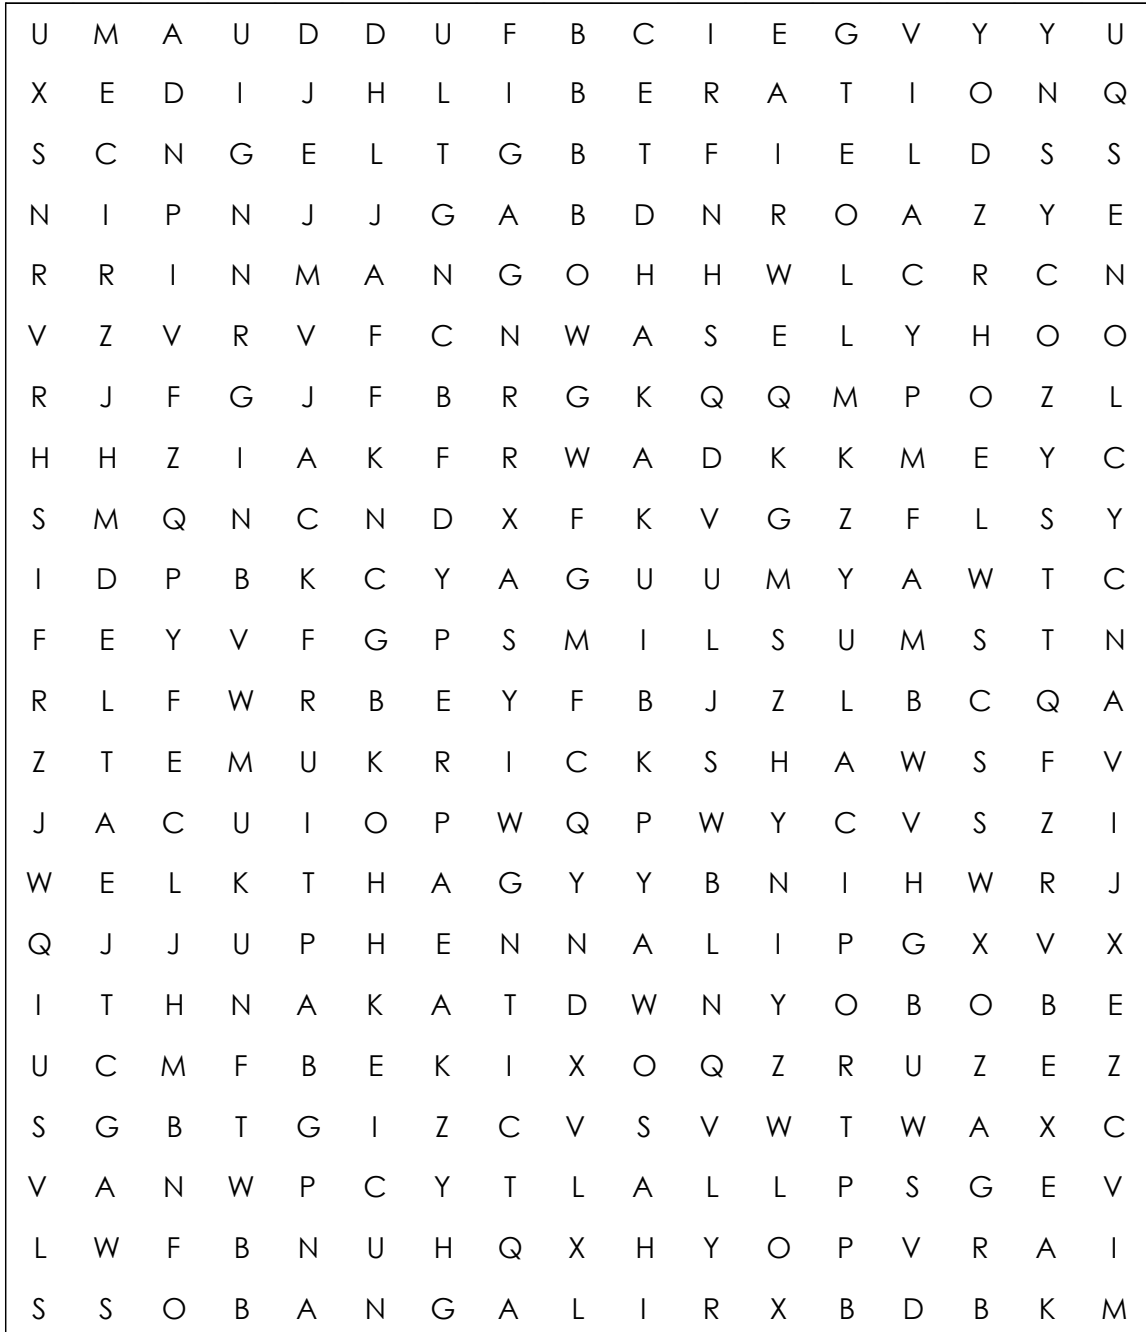 U M A U D D U F B C I E G V Y Y U
X E D I J H L I B E R A T I O N Q
S C N G E L T G B T F I E L D S S
N I P N J J G A B D N R O A Z Y E
R R I N M A N G O H H W L C R C N
V Z V R V F C N W A S E L Y H O O
R J F G J F B R G K Q Q M P O Z L
H H Z I A K F R W A D K K M E Y C
S M Q N C N D X F K V G Z F L S Y
I D P B K C Y A G U U M Y A W T C
F E Y V F G P S M I L S U M S T N
R L F W R B E Y F B J Z L B C Q A
Z T E M U K R I C K S H A W S F V
J A C U I O P W Q P W Y C V S Z I
W E L K T H A G Y Y B N I H W R J
Q J J U P H E N N A L I P G X V X
I T H N A K A T D W N Y O B O B E
U C M F B E K I X O Q Z R U Z E Z
S G B T G I Z C V S V W T W A X C
V A N W P C Y T L A L L P S G E V
L W F B N U H Q X H Y O P V R A I
S S O B A N G A L I R X B D B K M